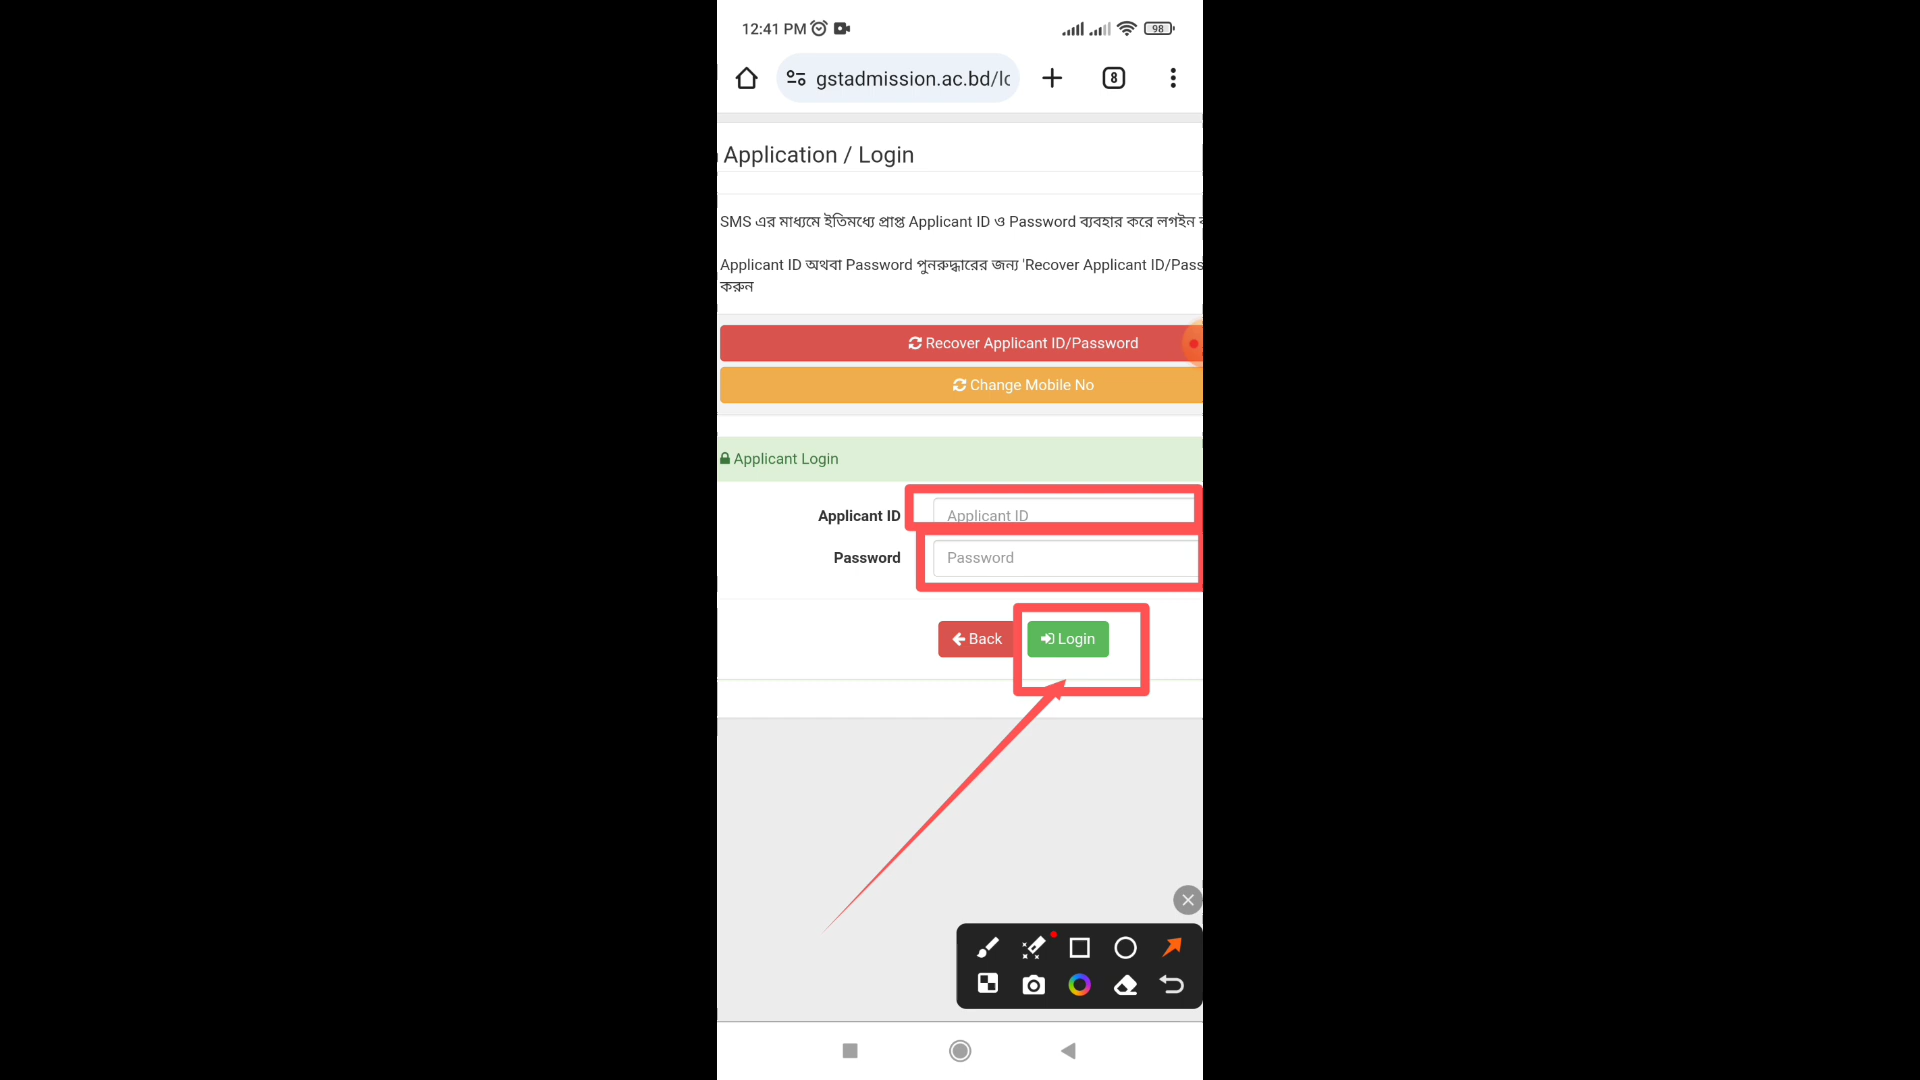 12:41 PM
98
gstadmission.ac.bd/lo
8
Application / Login
SMS এর মাধ্যমে ইতিমধ্যে প্রাপ্ত Applicant ID ও Password ব্যবহার করে লগইন
Applicant ID অথবা Password পুনরুদ্ধারের জন্য 'Recover Applicant ID/Pass
করুন
Recover Applicant ID/Password
Change Mobile No
Applicant Login
Applicant ID Applicant ID
Password Password
Back Login